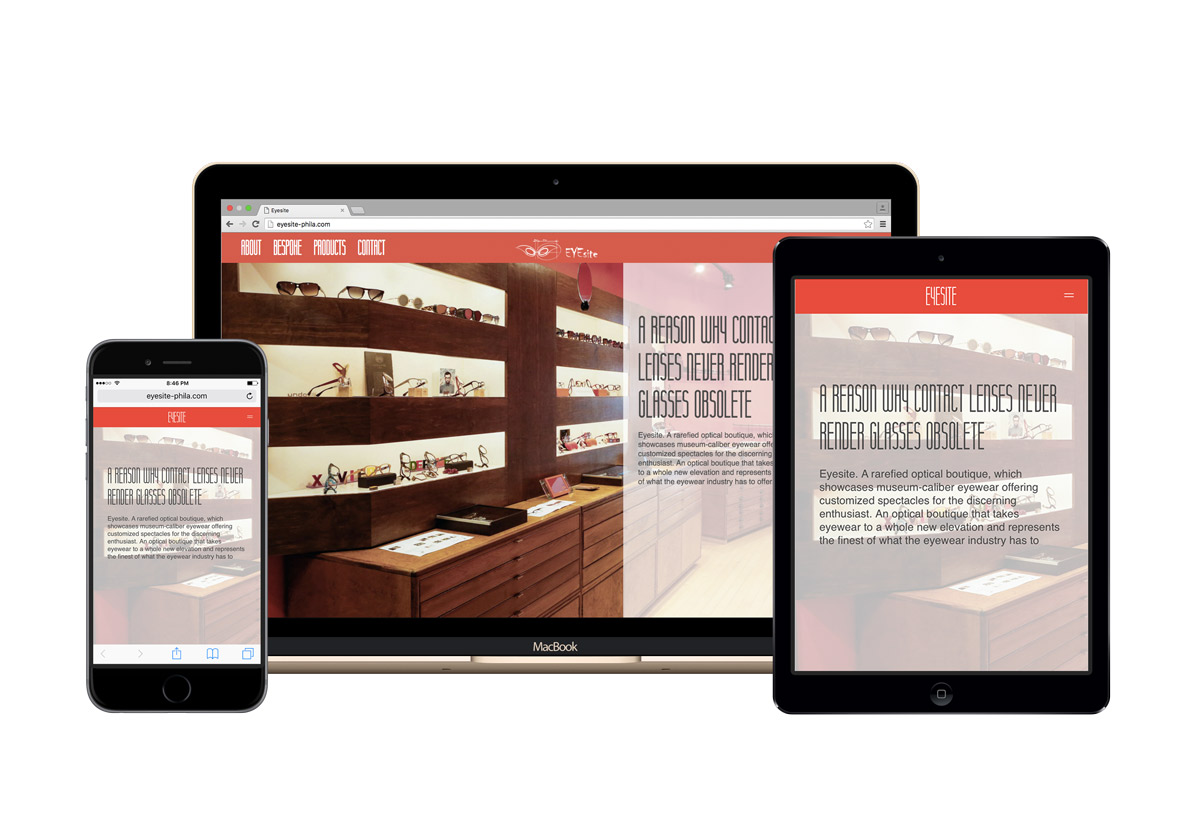 Eyesite
eyesite-phila.com
ABOUT BESPOKE PRODUCTS CONTACT
EYEsite
A REASON WHY CONTAC
LENSES NEVER RENDER
GLASSES OBSOLETE
Eyesite. A rarefied optical boutique, whic
showcases museum-caliber eyewear offe
customized spectacles for the discerning
enthusiast. An optical boutique that takes
to a whole new elevation and represents
of what the eyewear industry has to offer.
MacBook
8:46 PM
eyesite-phila.com
EYESITE
A REASON WHY CONTACT LENSES NEVER
RENDER GLASSES OBSOLETE
Eyesite. A rarefied optical boutique, which
showcases museum-caliber eyewear offering
customized spectacles for the discerning
enthusiast. An optical boutique that takes
eyewear to a whole new elevation and represents
the finest of what the eyewear industry has to
EYESITE
A REASON WHY CONTACT LENSES NEVER
RENDER GLASSES OBSOLETE
Eyesite. A rarefied optical boutique, which
showcases museum-caliber eyewear offering
customized spectacles for the discerning
enthusiast. An optical boutique that takes
eyewear to a whole new elevation and represents
the finest of what the eyewear industry has to